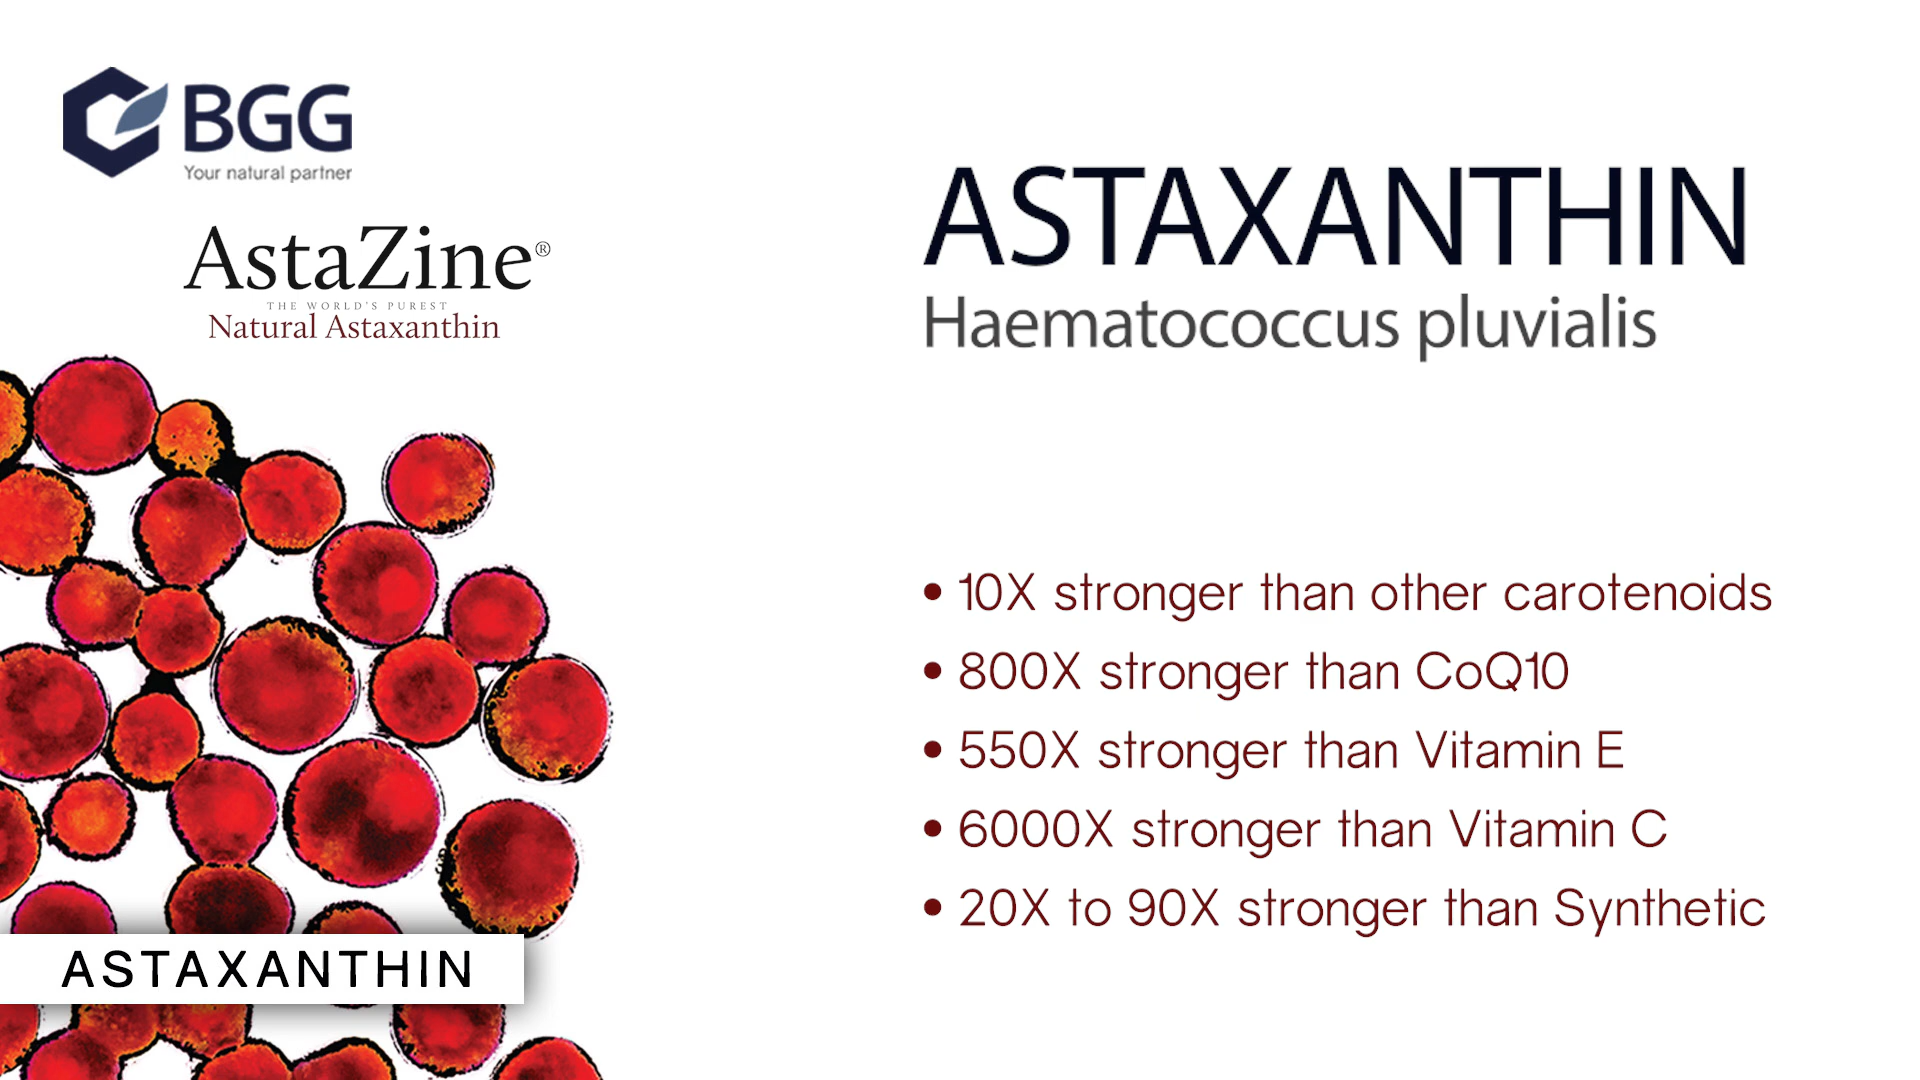 BGG
Your natural partner
AstaZine®
THE WORLD'S PUREST
Natural Astaxanthin
ASTAXANTHIN
Haematococcus pluvialis
• 10X stronger than other carotenoids
• 800X stronger than CoQ10
• 550X stronger than Vitamin E
• 6000X stronger than Vitamin C
• 20X to 90X stronger than Synthetic
ASTAXANTHIN